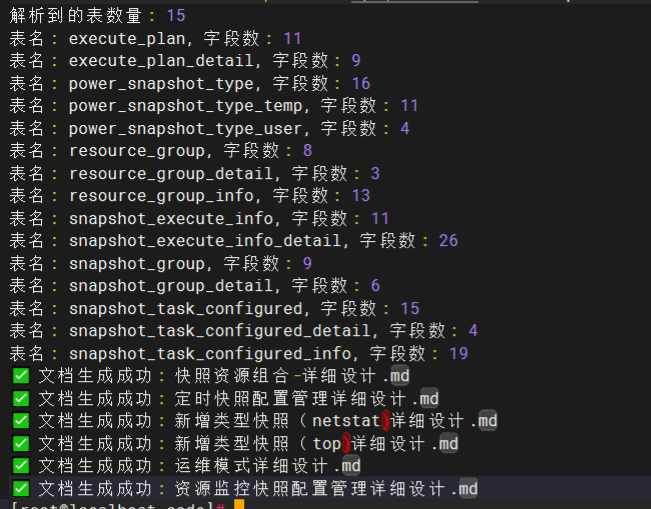 解析到的表数量: 15
表名: execute_plan, 字段数: 11
表名: execute_plan_detail, 字段数: 9
表名: power_snapshot_type, 字段数: 16
表名: power_snapshot_type_temp, 字段数: 11
表名: power_snapshot_type_user, 字段数: 4
表名: resource_group, 字段数: 8
表名: resource_group_detail, 字段数: 3
表名: resource_group_info, 字段数: 13
表名: snapshot_execute_info, 字段数: 11
表名: snapshot_execute_info_detail, 字段数: 26
表名: snapshot_group, 字段数: 9
表名: snapshot_group_detail, 字段数: 6
表名: snapshot_task_configured, 字段数: 15
表名: snapshot_task_configured_detail, 字段数: 4
表名: snapshot_task_configured_info, 字段数: 19
✅ 文档生成成功: 快照资源组合-详细设计.md
✅ 文档生成成功: 定时快照配置管理详细设计.md
✅ 文档生成成功: 新增类型快照（netstat)详细设计.md
✅ 文档生成成功: 新增类型快照（top)详细设计.md
✅ 文档生成成功: 运维模式详细设计.md
✅ 文档生成成功: 资源监控快照配置管理详细设计.md
[root@localhost code]#